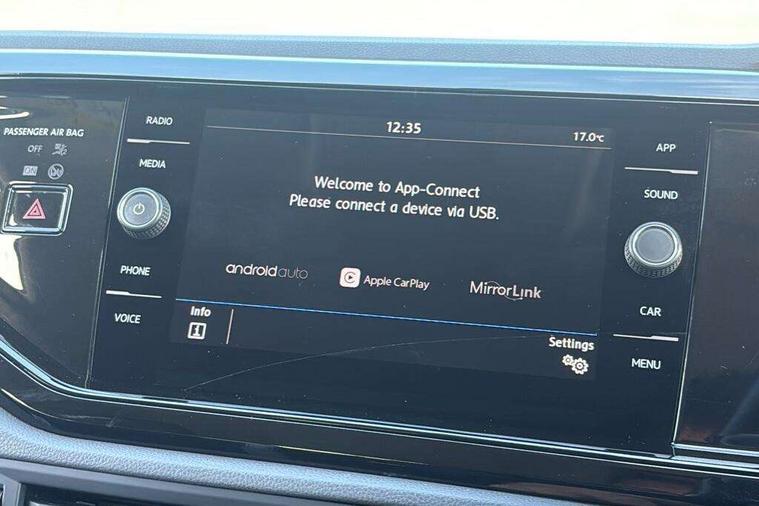 PASSENGER AIR BAG
OFF
ON
RADIO
MEDIA
PHONE
VOICE
12:35
17.0°C
Welcome to App-Connect
Please connect a device via USB.
androidauto
Apple CarPlay
MirrorLink
Info
Settings
APP
SOUND
CAR
MENU